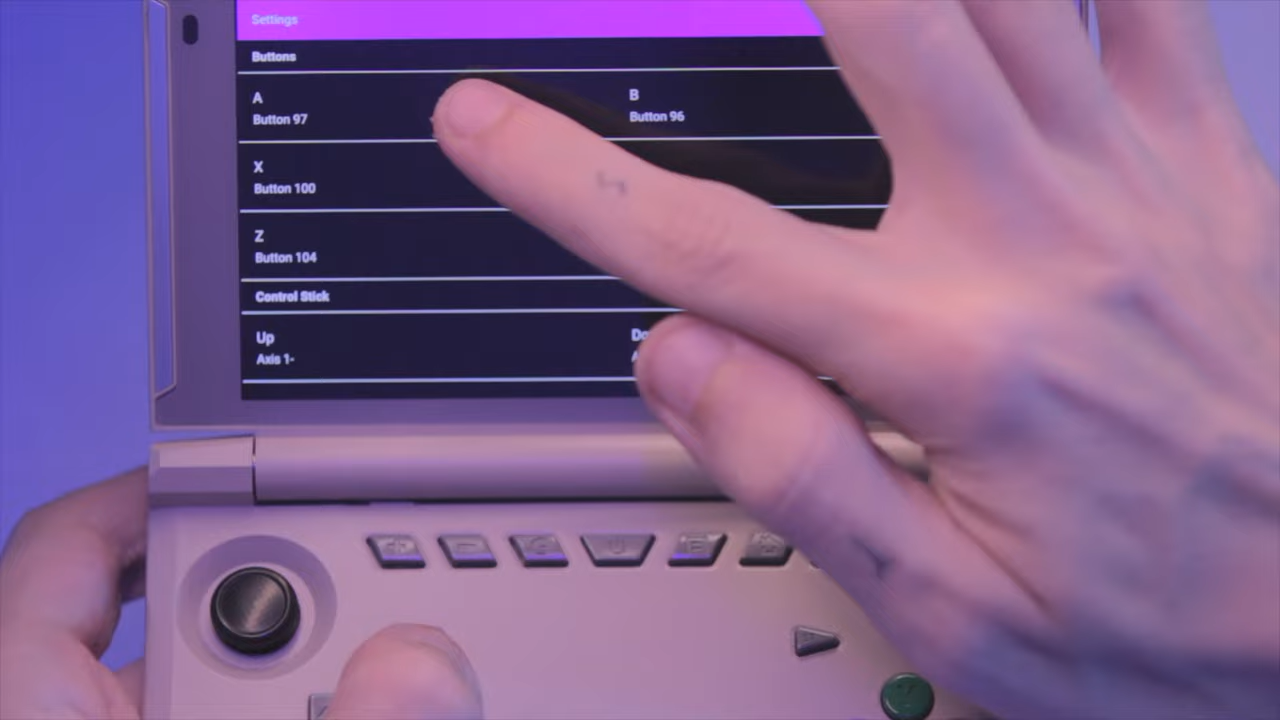 Settings
Buttons
A
Button 97
B
Button 96
X
Button 100
Z
Button 104
Control Stick
Up
Axis 1-